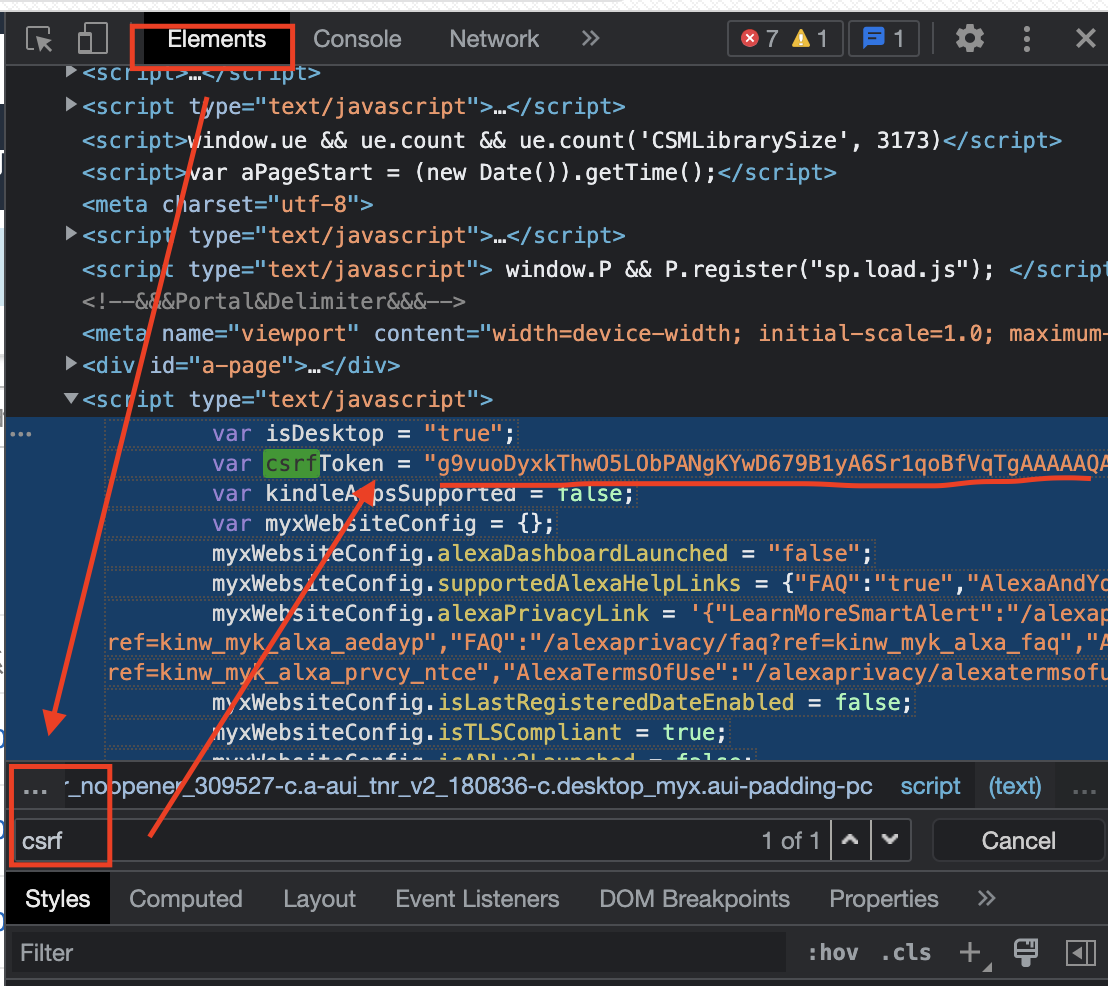 Elements Console Network » 7 1 1
<script>…</script>
<script type="text/javascript">…</script>
<script>window.ue && ue.count && ue.count('CSMLibrarySize', 3173)</script>
<script>var aPageStart = (new Date()).getTime();</script>
<meta charset="utf-8">
<script type="text/javascript">…</script>
<script type="text/javascript"> window.P && P.register("sp.load.js"); </script
<!--&&&Portal&Delimiter&&&-->
<meta name="viewport" content="width=device-width; initial-scale=1.0; maximum-
<div id="a-page">…</div>
<script type="text/javascript">
var isDesktop = "true";
var csrfToken = "g9vuoDyxkThwO5LObPANgKYwD679B1yA6Sr1qoBfVqTgAAAAAQA
var kindleAppsSupported = false;
var myxWebsiteConfig = {};
myxWebsiteConfig.alexaDashboardLaunched = "false";
myxWebsiteConfig.supportedAlexaHelpLinks = {"FAQ":"true","AlexaAndYo
myxWebsiteConfig.alexaPrivacyLink = '{"LearnMoreSmartAlert":"/alexap
ref=kinw_myk_alxa_aedayp","FAQ":"/alexaprivacy/faq?ref=kinw_myk_alxa_faq","A
ref=kinw_myk_alxa_prvcy_ntce","AlexaTermsOfUse":"/alexaprivacy/alexatermsofu
myxWebsiteConfig.isLastRegisteredDateEnabled = false;
myxWebsiteConfig.isTLSCompliant = true;
myxWebsiteConfig.isADLv2Launched = false;
... r_noopener_309527-c.a-aui_tnr_v2_180836-c.desktop_myx.aui-padding-pc script (text) ...
csrf 1 of 1 Cancel
Styles Computed Layout Event Listeners DOM Breakpoints Properties »
Filter :hov .cls +